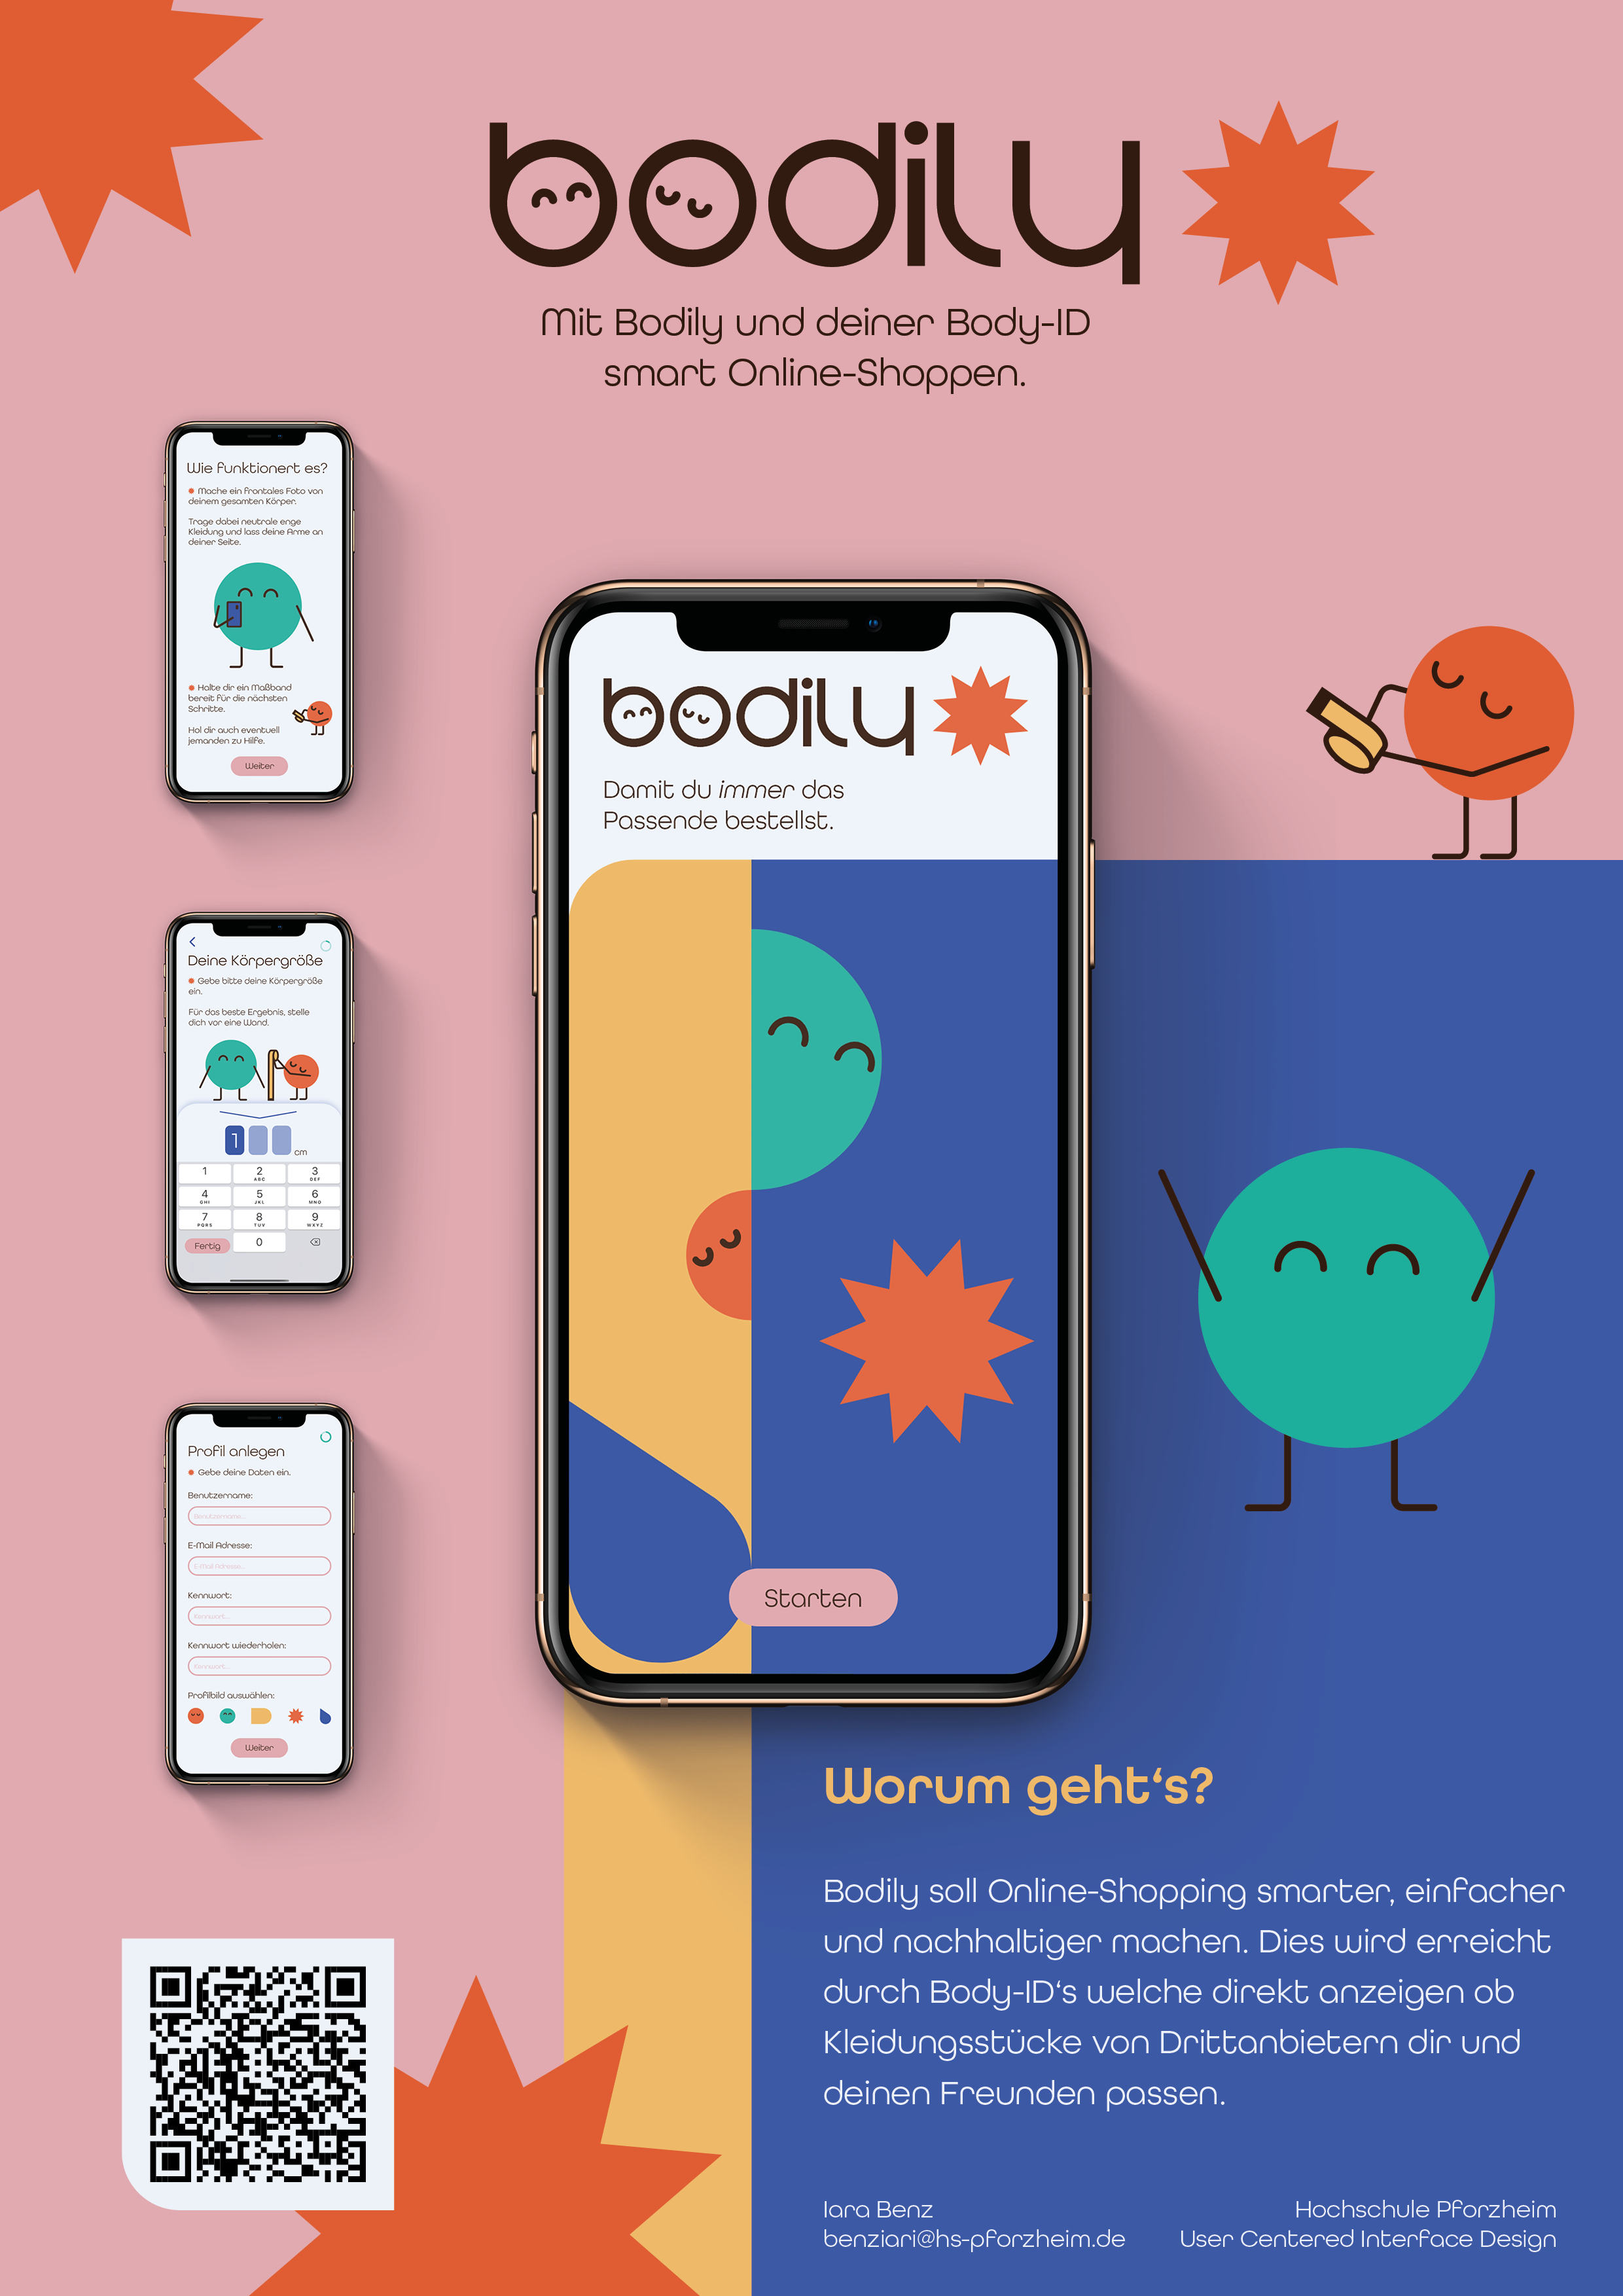 bodily
Mit Bodily und deiner Body-ID
smart Online-Shoppen.
Wie funktionert es?
Mache ein frontales Foto von
deinem gesamten Körper.
Trage dabei neutrale enge
Kleidung und lass deine Arme an
deiner Seite.
Halte dir ein Maßband
bereit für die nächsten
Schritte.
Hol dir auch eventuell
jemanden zu Hilfe.
Weiter
Deine Körpergröße
Gebe bitte deine Körpergröße
ein.
Für das beste Ergebnis, stelle
dich vor eine Wand.
1
cm
1 2 3
ABC DEF
4 5 6
GHI JKL MNO
7 8 9
PQRS TUV WXYZ
Fertig 0
Profil anlegen
Gebe deine Daten ein.
Benutzername:
Benutzername...
E-Mail Adresse:
E-Mail Adresse...
Kennwort:
Kennwort...
Kennwort wiederholen:
Kennwort...
Profilbild auswählen:
Weiter
bodily
Damit du immer das
Passende bestellst.
Starten
Worum geht‘s?
Bodily soll Online-Shopping smarter, einfacher
und nachhaltiger machen. Dies wird erreicht
durch Body-ID‘s welche direkt anzeigen ob
Kleidungsstücke von Drittanbietern dir und
deinen Freunden passen.
Iara Benz
benziari@hs-pforzheim.de
Hochschule Pforzheim
User Centered Interface Design